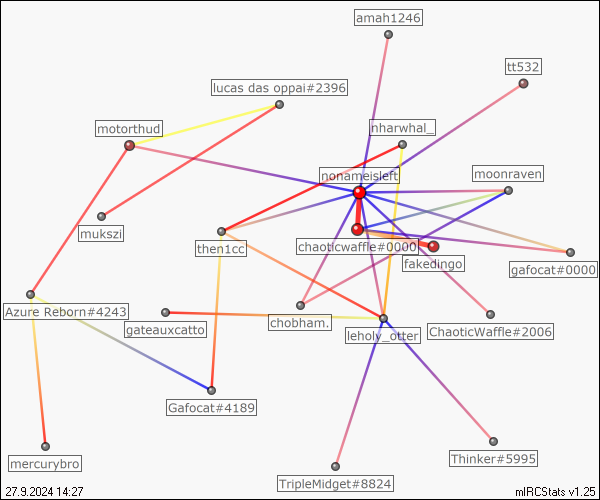 amah1246
tt532
lucas das oppai#2396
motorthud
nharwhal_
nonameisleft
moonraven
mukszi
then1cc
chaoticwaffle#0000
fakedingo
gafocat#0000
Azure Reborn#4243
gateauxcatto
chobham.
leholy_otter
ChaoticWaffle#2006
Gafocat#4189
mercurybro
Thinker#5995
TripleMidget#8824
27.9.2024 14:27
mIRCStats v1.25